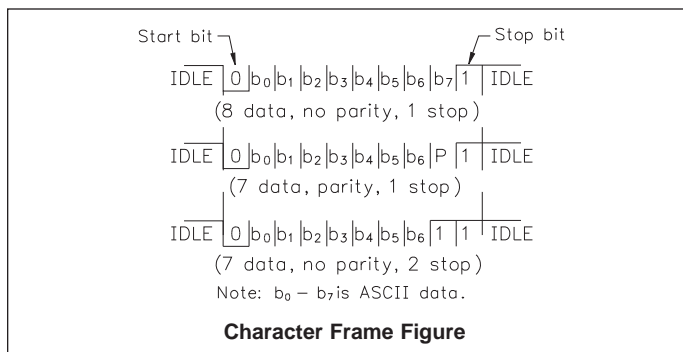 Start bit Stop bit
IDLE 0 b₀ b₁ b₂ b₃ b₄ b₅ b₆ b₇ 1 IDLE
(8 data, no parity, 1 stop)
IDLE 0 b₀ b₁ b₂ b₃ b₄ b₅ b₆ P 1 IDLE
(7 data, parity, 1 stop)
IDLE 0 b₀ b₁ b₂ b₃ b₄ b₅ b₆ 1 1 IDLE
(7 data, no parity, 2 stop)
Note: b₀ – b₇ is ASCII data.
Character Frame Figure